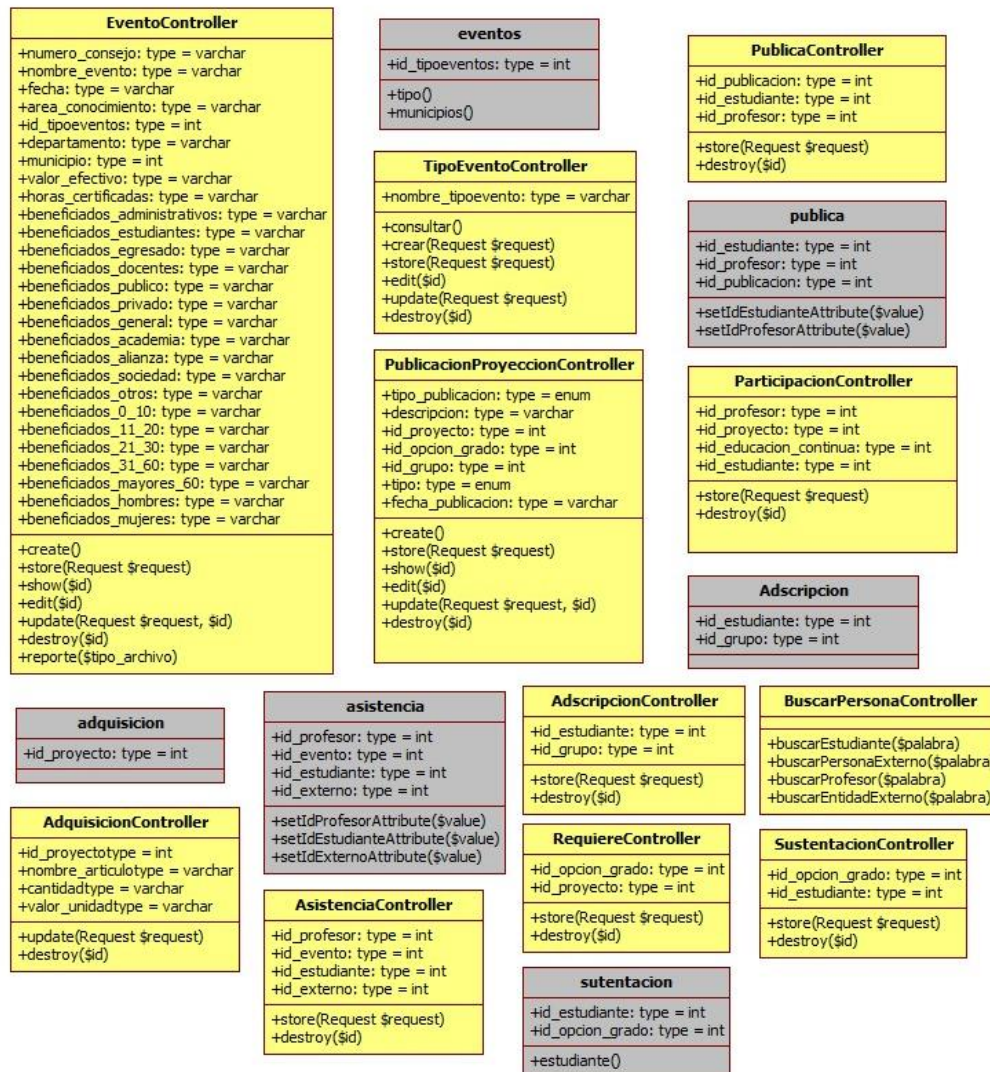 EventoController
+numero_consejo: type = varchar
+nombre_evento: type = varchar
+fecha: type = varchar
+area_conocimiento: type = varchar
+id_tipoeventos: type = int
+departamento: type = varchar
+municipio: type = int
+valor_efectivo: type = varchar
+horas_certificadas: type = varchar
+beneficiados_administrativos: type = varchar
+beneficiados_estudiantes: type = varchar
+beneficiados_egresado: type = varchar
+beneficiados_docentes: type = varchar
+beneficiados_publico: type = varchar
+beneficiados_privado: type = varchar
+beneficiados_general: type = varchar
+beneficiados_academia: type = varchar
+beneficiados_alianza: type = varchar
+beneficiados_sociedad: type = varchar
+beneficiados_otros: type = varchar
+beneficiados_0_10: type = varchar
+beneficiados_11_20: type = varchar
+beneficiados_21_30: type = varchar
+beneficiados_31_60: type = varchar
+beneficiados_mayores_60: type = varchar
+beneficiados_hombres: type = varchar
+beneficiados_mujeres: type = varchar
+create()
+store(Request $request)
+show($id)
+edit($id)
+update(Request $request, $id)
+destroy($id)
+reporte($tipo_archivo)
eventos
+id_tipoeventos: type = int
+tipo()
+municipios()
TipoEventoController
+nombre_tipoevento: type = varchar
+consultar()
+crear(Request $request)
+store(Request $request)
+edit($id)
+update(Request $request)
+destroy($id)
PublicacionProyeccionController
+tipo_publicacion: type = enum
+descripcion: type = varchar
+id_proyecto: type = int
+id_opcion_grado: type = int
+id_grupo: type = int
+tipo: type = enum
+fecha_publicacion: type = varchar
+create()
+store(Request $request)
+show($id)
+edit($id)
+update(Request $request, $id)
+destroy($id)
PublicaController
+id_publicacion: type = int
+id_estudiante: type = int
+id_profesor: type = int
+store(Request $request)
+destroy($id)
publica
+id_estudiante: type = int
+id_profesor: type = int
+id_publicacion: type = int
+setIdEstudianteAttribute($value)
+setIdProfesorAttribute($value)
ParticipacionController
+id_profesor: type = int
+id_proyecto: type = int
+id_educacion_continua: type = int
+id_estudiante: type = int
+store(Request $request)
+destroy($id)
Adscripcion
+id_estudiante: type = int
+id_grupo: type = int
adquisicion
+id_proyecto: type = int
AdquisicionController
+id_proyectotype = int
+nombre_articulotype = varchar
+cantidadtype = varchar
+valor_unidadtype = varchar
+update(Request $request)
+destroy($id)
asistencia
+id_profesor: type = int
+id_evento: type = int
+id_estudiante: type = int
+id_externo: type = int
+setIdProfesorAttribute($value)
+setIdEstudianteAttribute($value)
+setIdExternoAttribute($value)
AsistenciaController
+id_profesor: type = int
+id_evento: type = int
+id_estudiante: type = int
+id_externo: type = int
+store(Request $request)
+destroy($id)
AdscripcionController
+id_estudiante: type = int
+id_grupo: type = int
+store(Request $request)
+destroy($id)
RequiereController
+id_opcion_grado: type = int
+id_proyecto: type = int
+store(Request $request)
+destroy($id)
sutentacion
+id_estudiante: type = int
+id_opcion_grado: type = int
+estudiante()
BuscarPersonaController
+buscarEstudiante($palabra)
+buscarPersonaExterno($palabra)
+buscarProfesor($palabra)
+buscarEntidadExterno($palabra)
SustentacionController
+id_opcion_grado: type = int
+id_estudiante: type = int
+store(Request $request)
+destroy($id)